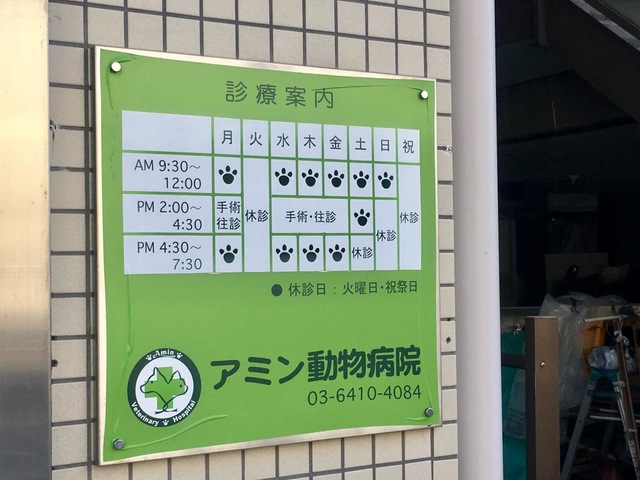 診療案内
月 火 水 木 金 土 日 祝
AM 9:30～
12:00
PM 2:00～ 手術
4:30 往診
休診
手術・往診
休診
休診
PM 4:30～
7:30
休診
●休診日：火曜日・祝祭日
Amin
Veterinary Hospital
アミン動物病院
03-6410-4084